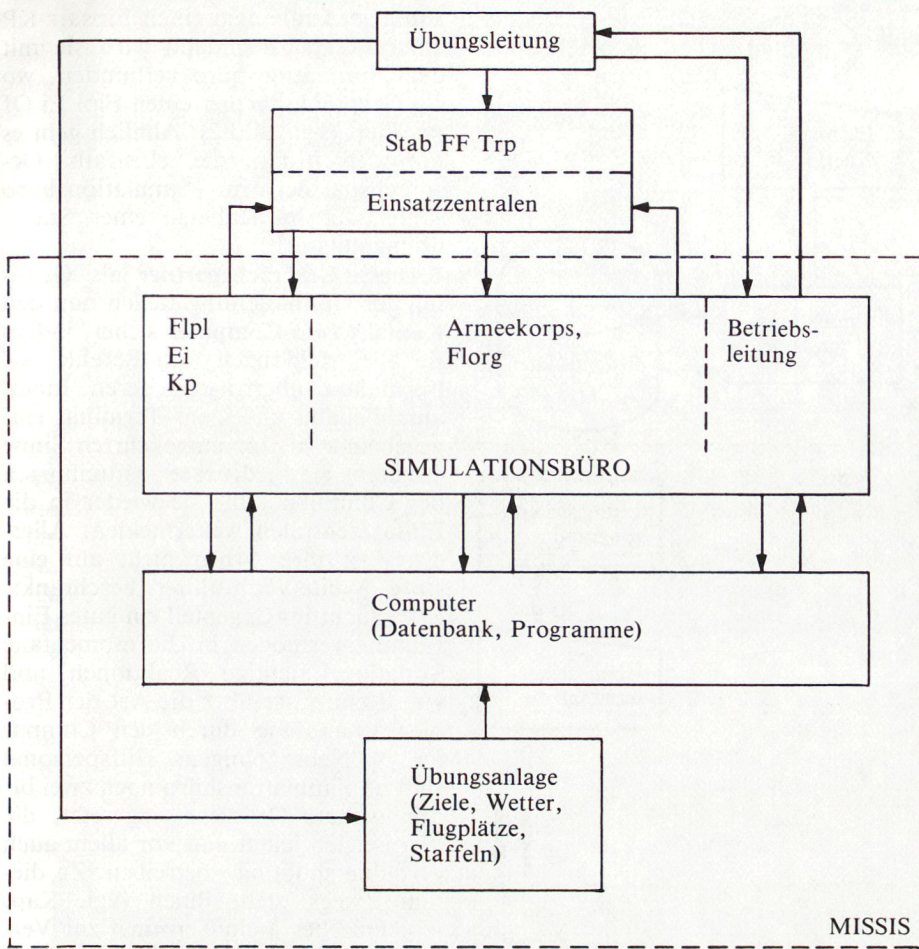 Übungsleitung
Stab FF Trp
Einsatzzentralen
Flpl
Ei
Kp
Armeekorps,
Florg
Betriebs-
leitung
SIMULATIONSBÜRO
Computer
(Datenbank, Programme)
Übungsanlage
(Ziele, Wetter,
Flugplätze,
Staffeln)
MISSIS